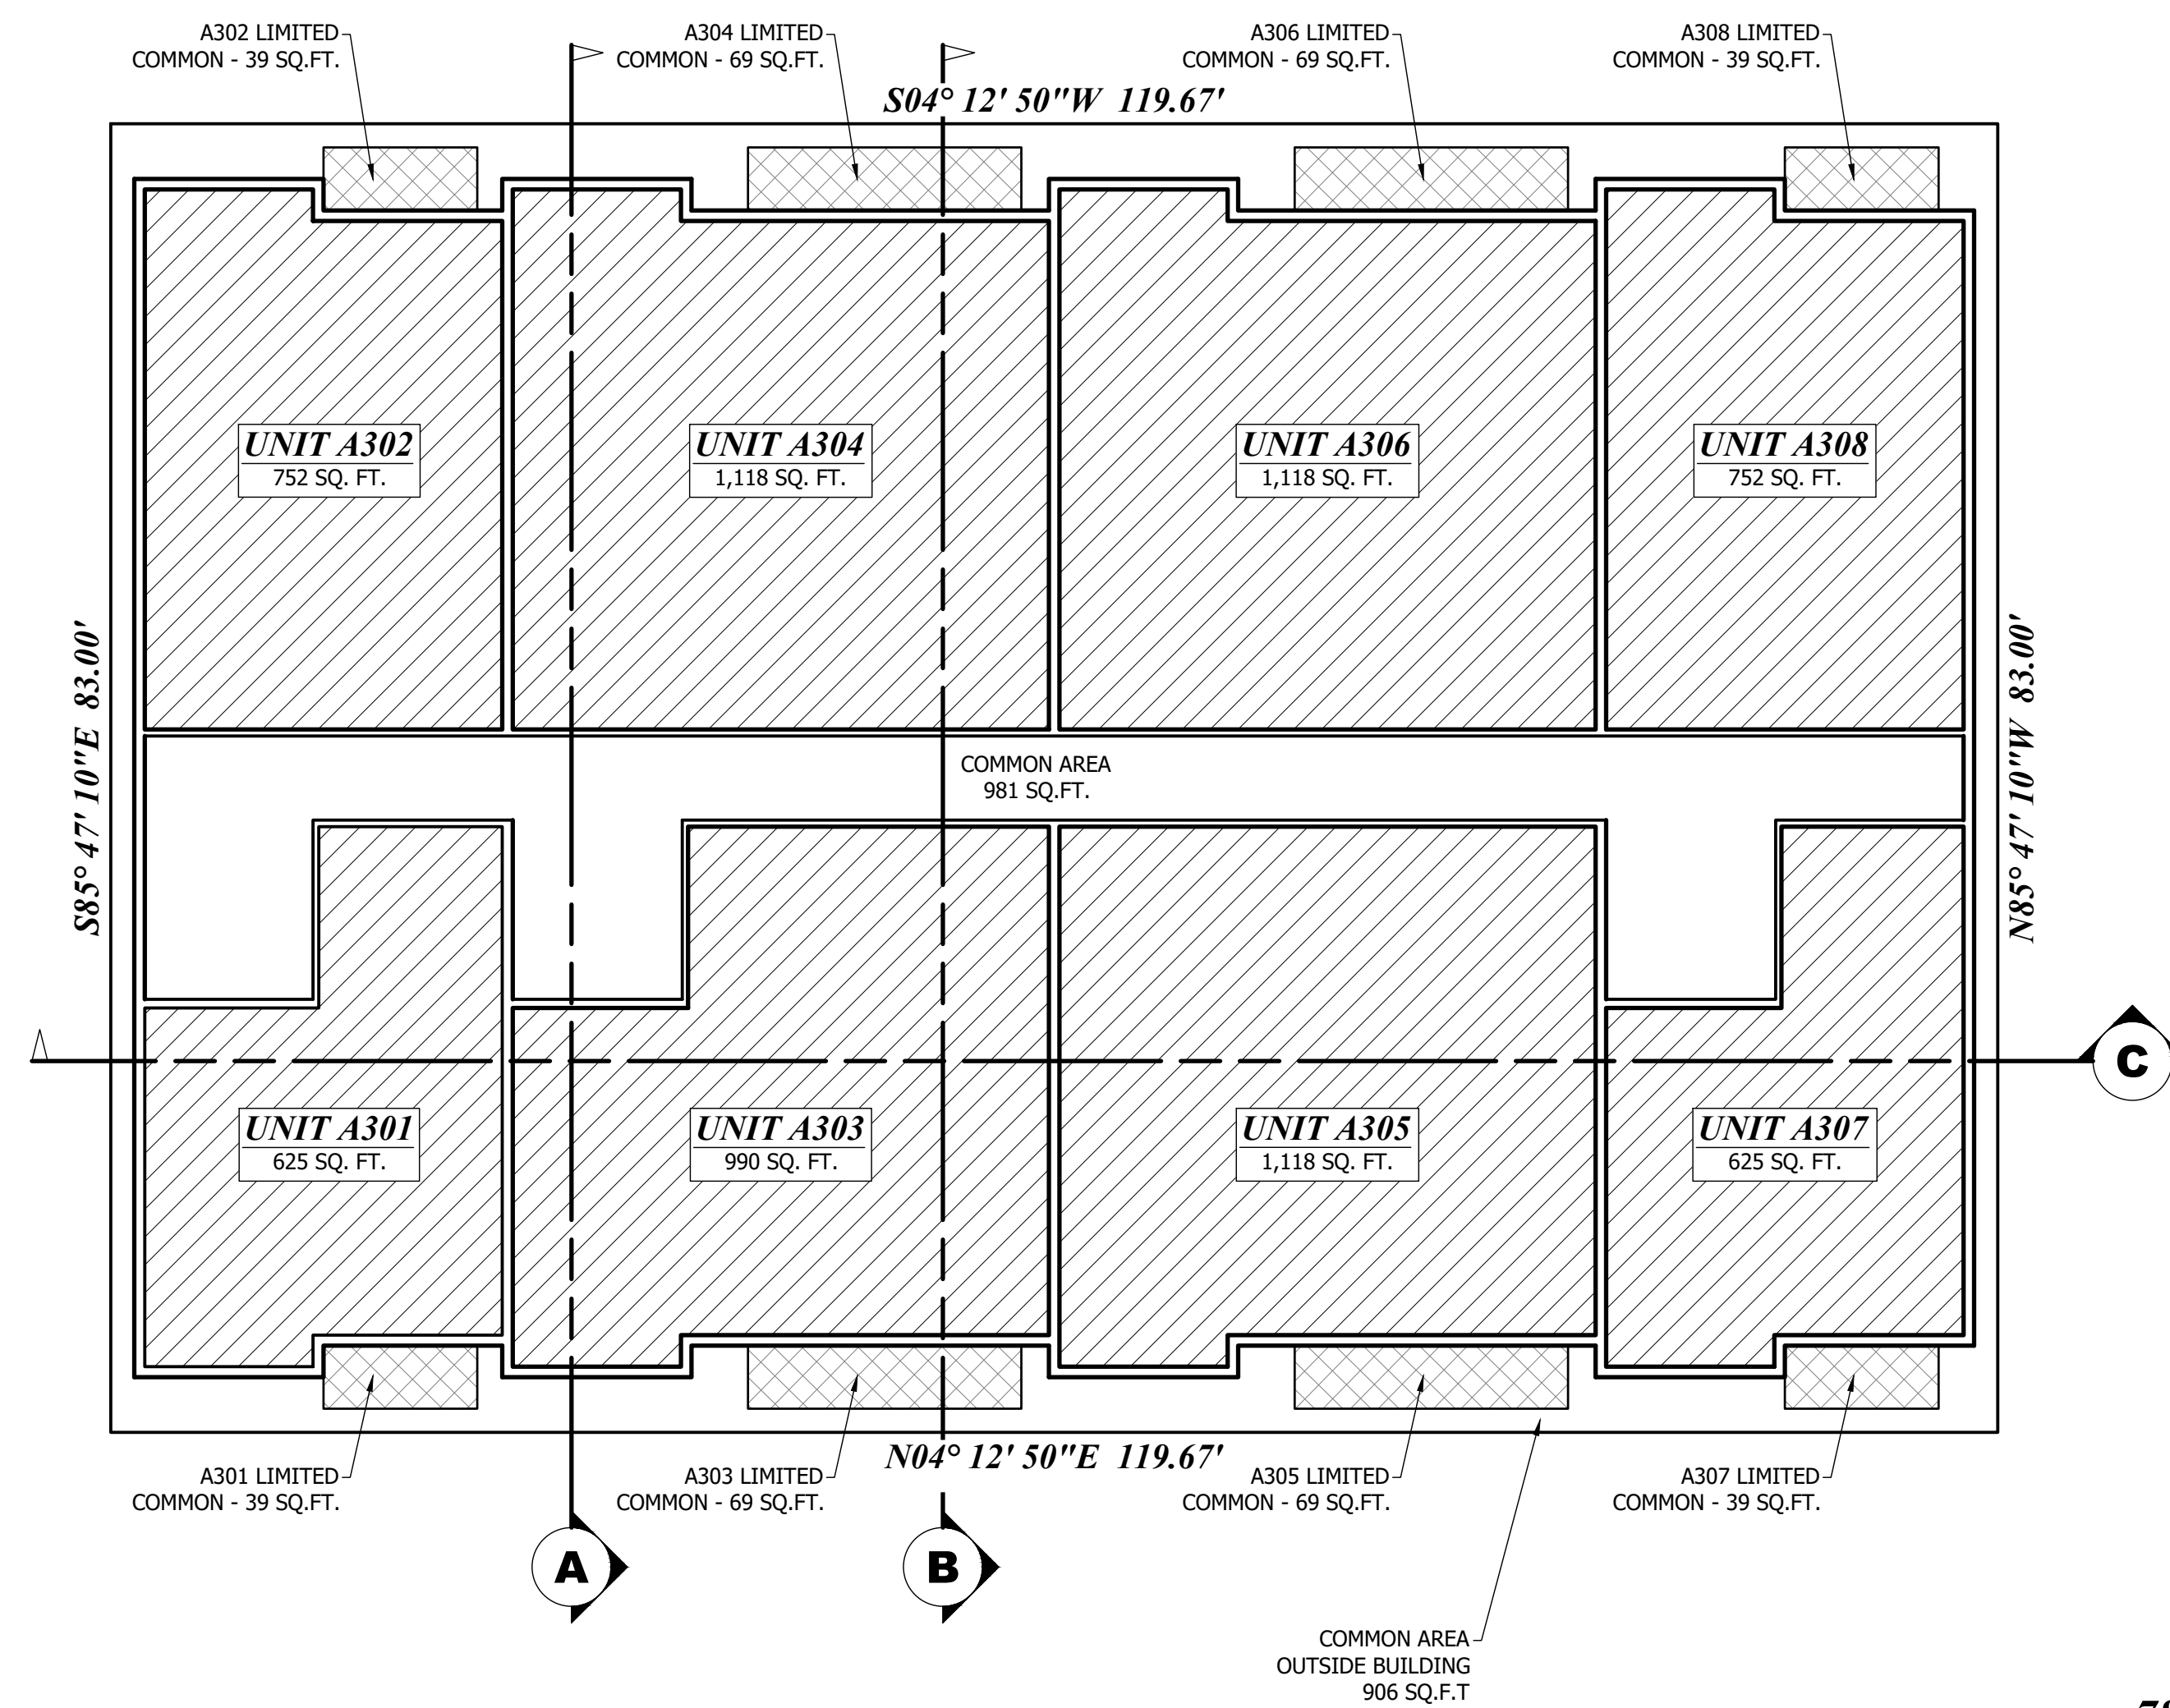 A302 LIMITED
COMMON - 39 SQ.FT.
A304 LIMITED
COMMON - 69 SQ.FT.
A306 LIMITED
COMMON - 69 SQ.FT.
A308 LIMITED
COMMON - 39 SQ.FT.
S04° 12' 50"W 119.67'
UNIT A302
752 SQ. FT.
UNIT A304
1,118 SQ. FT.
UNIT A306
1,118 SQ. FT.
UNIT A308
752 SQ. FT.
S85° 47' 10"E 83.00'
N85° 47' 10"W 83.00'
COMMON AREA
981 SQ.FT.
C
UNIT A301
625 SQ. FT.
UNIT A303
990 SQ. FT.
UNIT A305
1,118 SQ. FT.
UNIT A307
625 SQ. FT.
N04° 12' 50"E 119.67'
A301 LIMITED
COMMON - 39 SQ.FT.
A303 LIMITED
COMMON - 69 SQ.FT.
A305 LIMITED
COMMON - 69 SQ.FT.
A307 LIMITED
COMMON - 39 SQ.FT.
A
B
COMMON AREA
OUTSIDE BUILDING
906 SQ.F.T